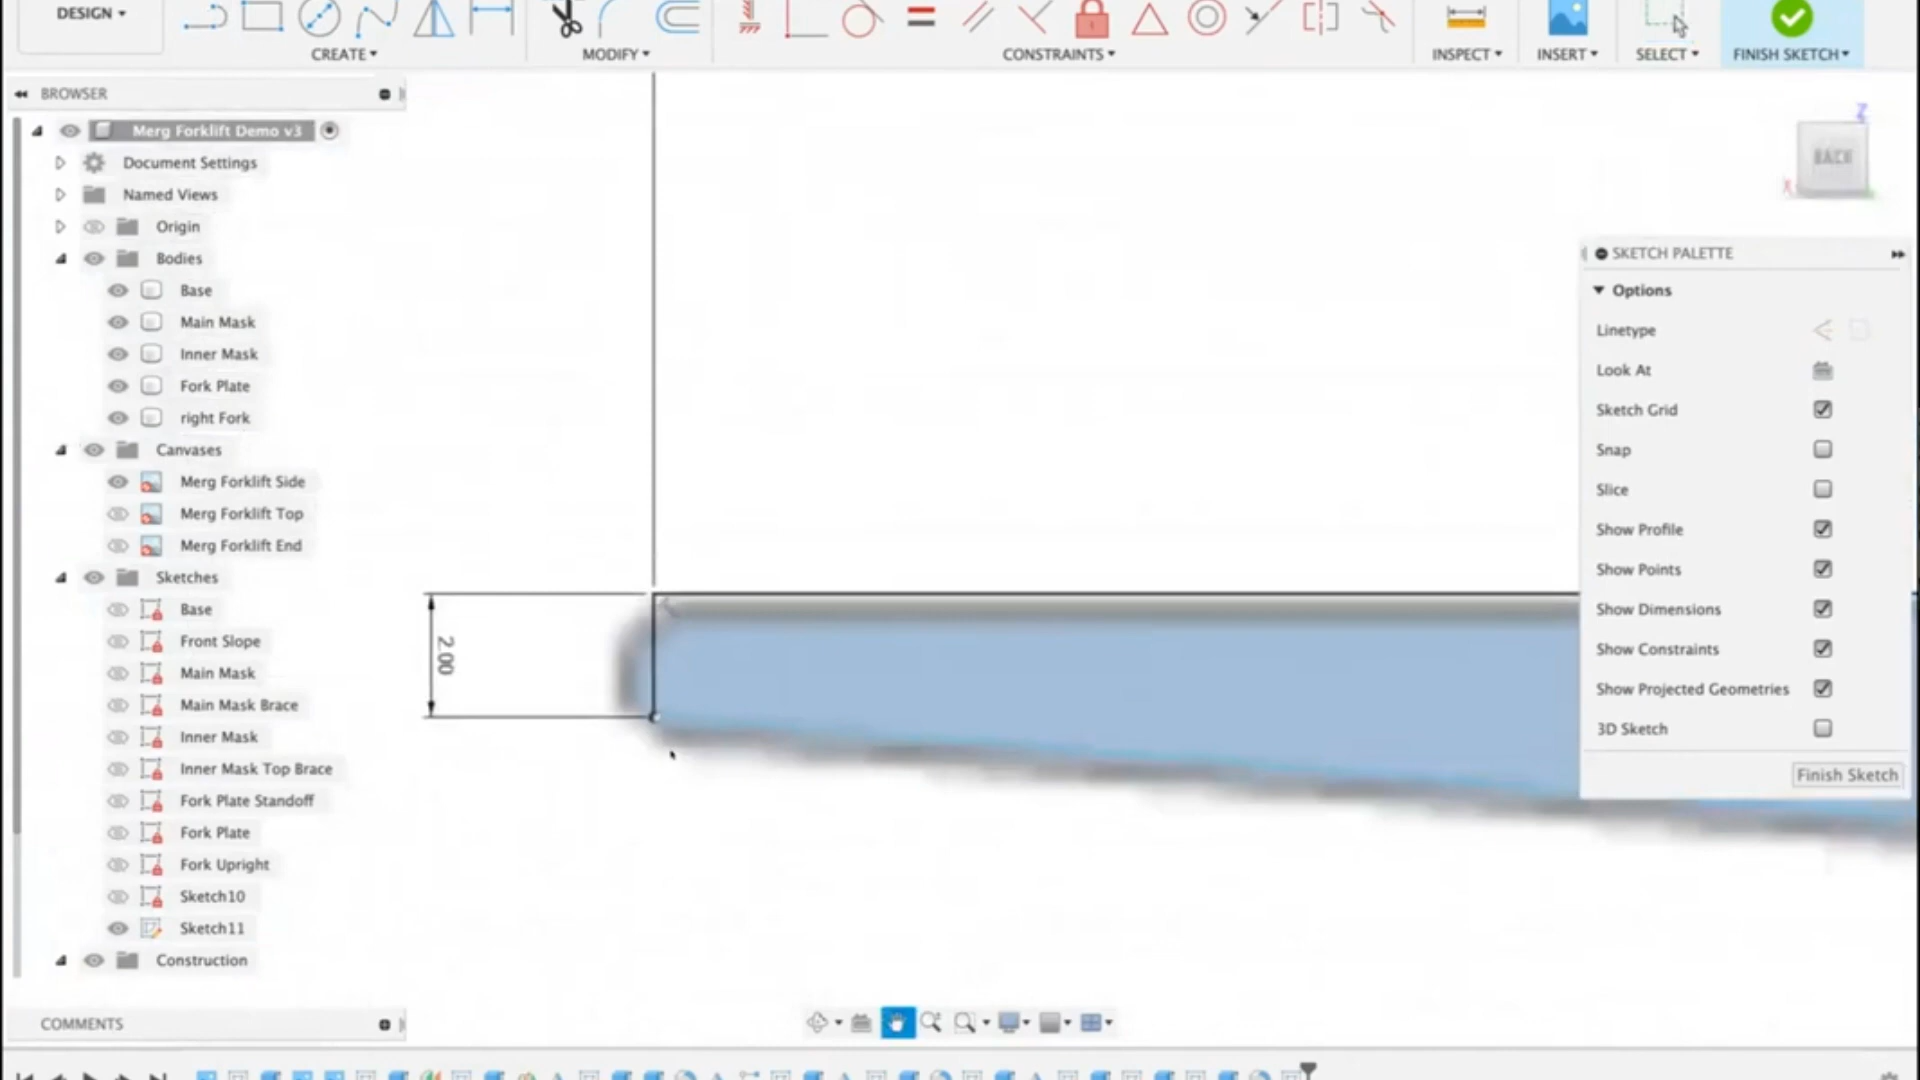 DESIGN
CREATE
MODIFY
CONSTRAINTS
INSPECT
INSERT
SELECT
FINISH SKETCH
BROWSER
Merg Forklift Demo v3
Document Settings
Named Views
Origin
Bodies
Base
Main Mask
Inner Mask
Fork Plate
right Fork
Canvases
Merg Forklift Side
Merg Forklift Top
Merg Forklift End
Sketches
Base
Front Slope
Main Mask
Main Mask Brace
Inner Mask
Inner Mask Top Brace
Fork Plate Standoff
Fork Plate
Fork Upright
Sketch10
Sketch11
Construction
COMMENTS
2.00
Z
BACK
SKETCH PALETTE
Options
Linetype
Look At
Sketch Grid
Snap
Slice
Show Profile
Show Points
Show Dimensions
Show Constraints
Show Projected Geometries
3D Sketch
Finish Sketch